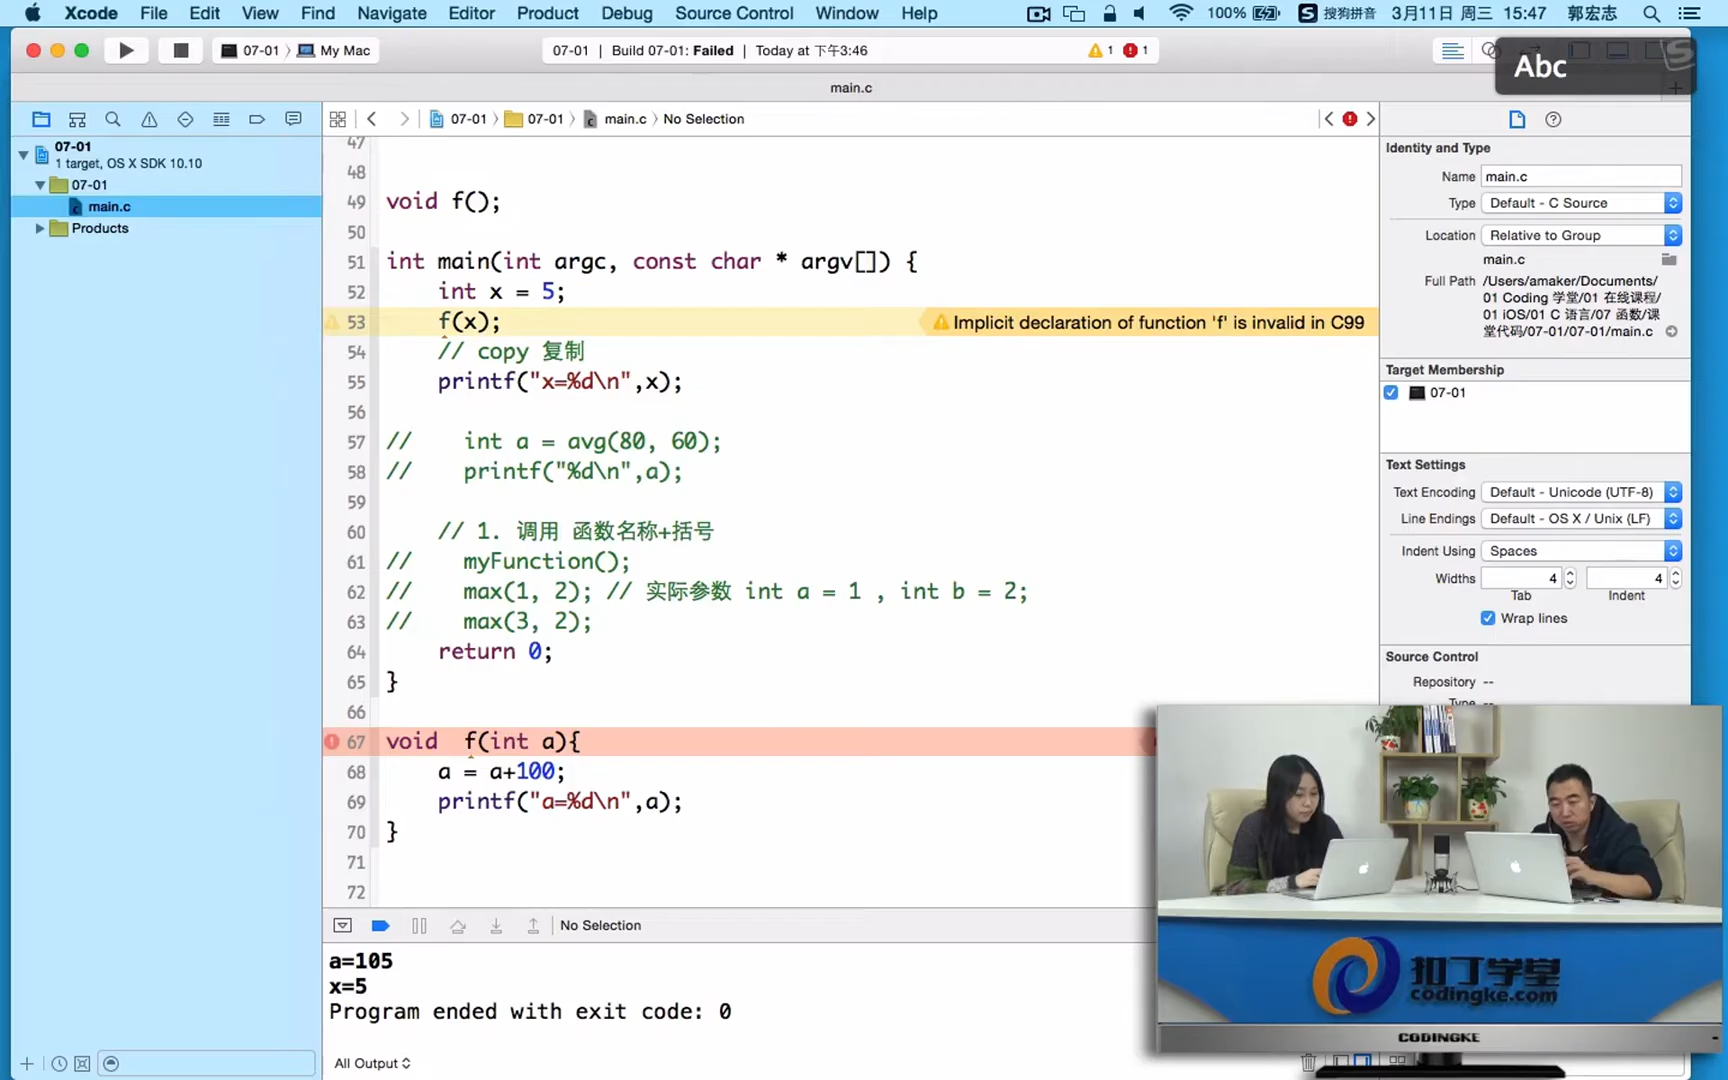 Xcode File Edit View Find Navigate Editor Product Debug Source Control Window Help 100% S 搜狗拼音 3月11日 周三 15:47 郭宏志
07-01 My Mac
07-01 | Build 07-01: Failed | Today at 下午3:46 1 1
Abc
main.c
07-01 07-01 main.c No Selection
07-01
1 target, OS X SDK 10.10
07-01
main.c
Products
47
48
49 void f();
50
51 int main(int argc, const char * argv[]) {
52 int x = 5;
53 f(x); Implicit declaration of function 'f' is invalid in C99
54 // copy 复制
55 printf("x=%d\n",x);
56
57 // int a = avg(80, 60);
58 // printf("%d\n",a);
59
60 // 1. 调用 函数名称+括号
61 // myFunction();
62 // max(1, 2); // 实际参数 int a = 1 , int b = 2;
63 // max(3, 2);
64 return 0;
65 }
66
67 void f(int a){
68 a = a+100;
69 printf("a=%d\n",a);
70 }
71
72
No Selection
a=105
x=5
Program ended with exit code: 0
All Output
Identity and Type
Name main.c
Type Default - C Source
Location Relative to Group
main.c
Full Path /Users/amaker/Documents/
01 Coding 学堂/01 在线课程/
01 iOS/01 C 语言/07 函数/课
堂代码/07-01/07-01/main.c
Target Membership
07-01
Text Settings
Text Encoding Default - Unicode (UTF-8)
Line Endings Default - OS X / Unix (LF)
Indent Using Spaces
Widths 4 4
Tab Indent
Wrap lines
Source Control
Repository --
Type --
扣丁学堂
codingke.com
CODINGKE